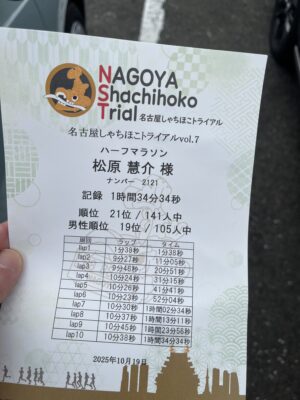 NAGOYA
Shachihoko
Trial 名古屋しゃちほこトライアル
名古屋しゃちほこトライアルvol.7
ハーフマラソン
松原 慧介 様
ナンバー 2121
記録 1時間34分34秒
順位 21位 / 141人中
男性順位 19位 / 105人中
種別 ラップ タイム
lap1 1分38秒 1分38秒
lap2 9分27秒 11分05秒
lap3 9分46秒 20分51秒
lap4 10分24秒 31分15秒
lap5 10分26秒 41分41秒
lap6 10分23秒 52分04秒
lap7 10分30秒 1時間02分34秒
lap8 10分37秒 1時間13分11秒
lap9 10分45秒 1時間23分56秒
lap10 10分38秒 1時間34分34秒
2025年10月19日